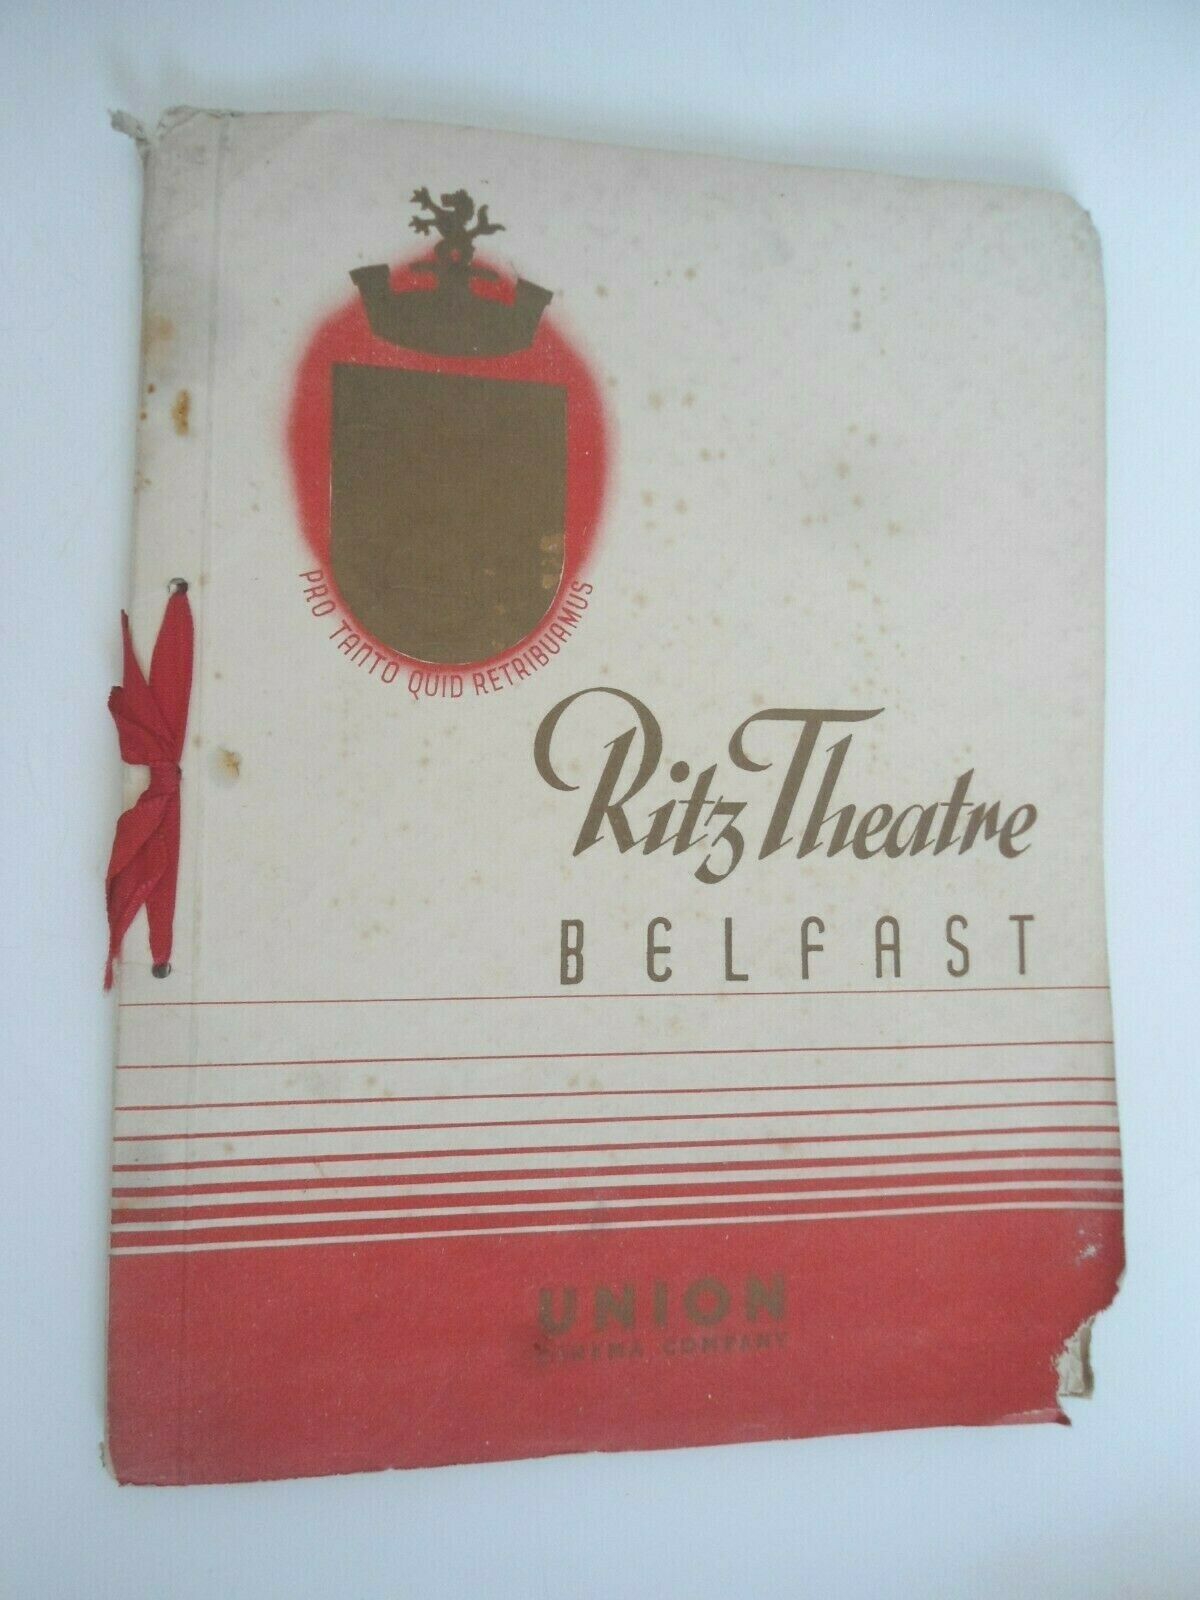 PRO TANTO QUID RETRIBUAMUS
Ritz Theatre
BELFAST
UNION
CINEMA COMPANY